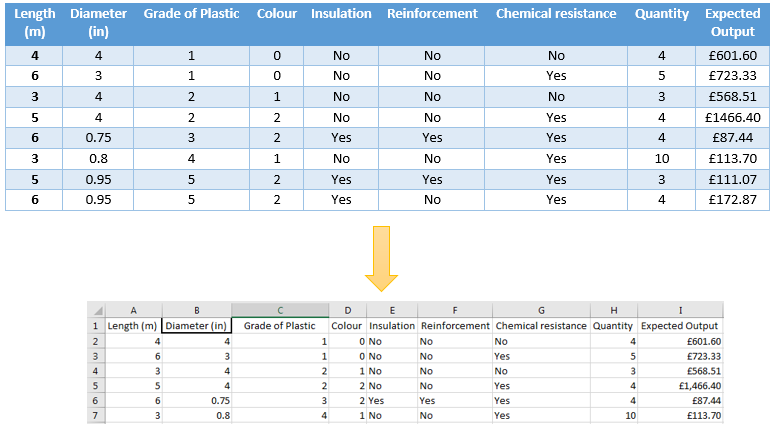 Length (m) Diameter (in) Grade of Plastic Colour Insulation Reinforcement Chemical resistance Quantity Expected Output
4 4 1 0 No No No 4 £601.60
6 3 1 0 No No Yes 5 £723.33
3 4 2 1 No No No 3 £568.51
5 4 2 2 No No Yes 4 £1466.40
6 0.75 3 2 Yes Yes Yes 4 £87.44
3 0.8 4 1 No No Yes 10 £113.70
5 0.95 5 2 Yes Yes Yes 3 £111.07
6 0.95 5 2 Yes No Yes 4 £172.87
A B C D E F G H I
1 Length (m) Diameter (in) Grade of Plastic Colour Insulation Reinforcement Chemical resistance Quantity Expected Output
2 4 4 1 0 No No No 4 £601.60
3 6 3 1 0 No No Yes 5 £723.33
4 3 4 2 1 No No No 3 £568.51
5 5 4 2 2 No No Yes 4 £1,466.40
6 6 0.75 3 2 Yes Yes Yes 4 £87.44
7 3 0.8 4 1 No No Yes 10 £113.70